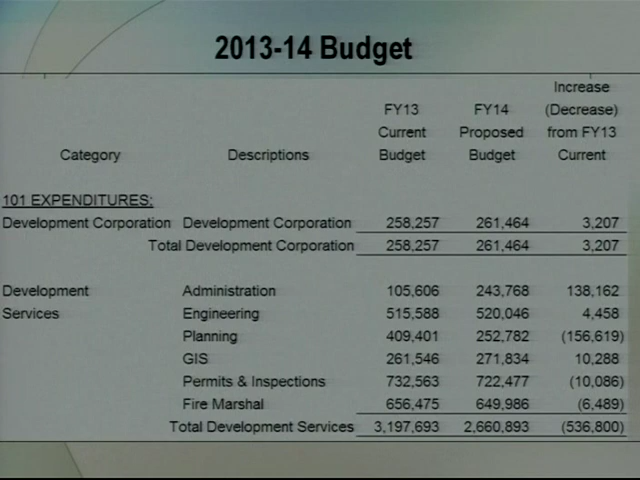 2013-14 Budget
Increase
FY13 FY14 (Decrease)
Current Proposed from FY13
Category Descriptions Budget Budget Current
101 EXPENDITURES:
Development Corporation Development Corporation 258,257 261,464 3,207
Total Development Corporation 258,257 261,464 3,207
Development Administration 105,606 243,768 138,162
Services Engineering 515,588 520,046 4,458
Planning 409,401 252,782 (156,619)
GIS 261,546 271,834 10,288
Permits & Inspections 732,563 722,477 (10,086)
Fire Marshal 656,475 649,986 (6,489)
Total Development Services 3,197,693 2,660,893 (536,800)